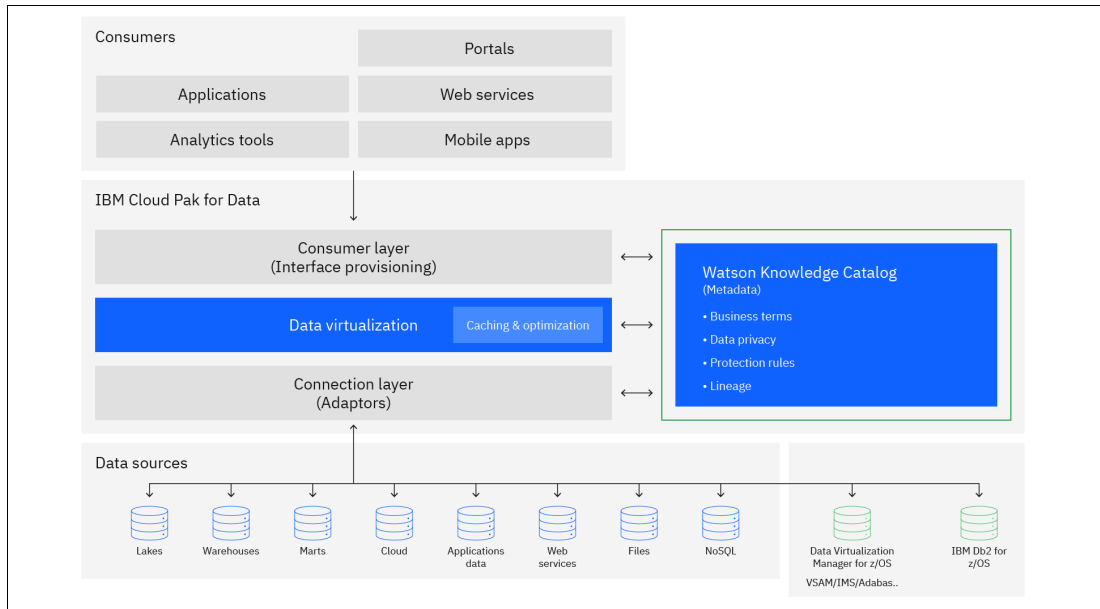 Consumers
Portals
Applications
Web services
Analytics tools
Mobile apps
IBM Cloud Pak for Data
Consumer layer
(Interface provisioning)
Data virtualization
Caching & optimization
Connection layer
(Adaptors)
Watson Knowledge Catalog
(Metadata)
• Business terms
• Data privacy
• Protection rules
• Lineage
Data sources
Lakes
Warehouses
Marts
Cloud
Applications
data
Web
services
Files
NoSQL
Data Virtualization
Manager for z/OS
VSAM/IMS/Adabas..
IBM Db2 for
z/OS